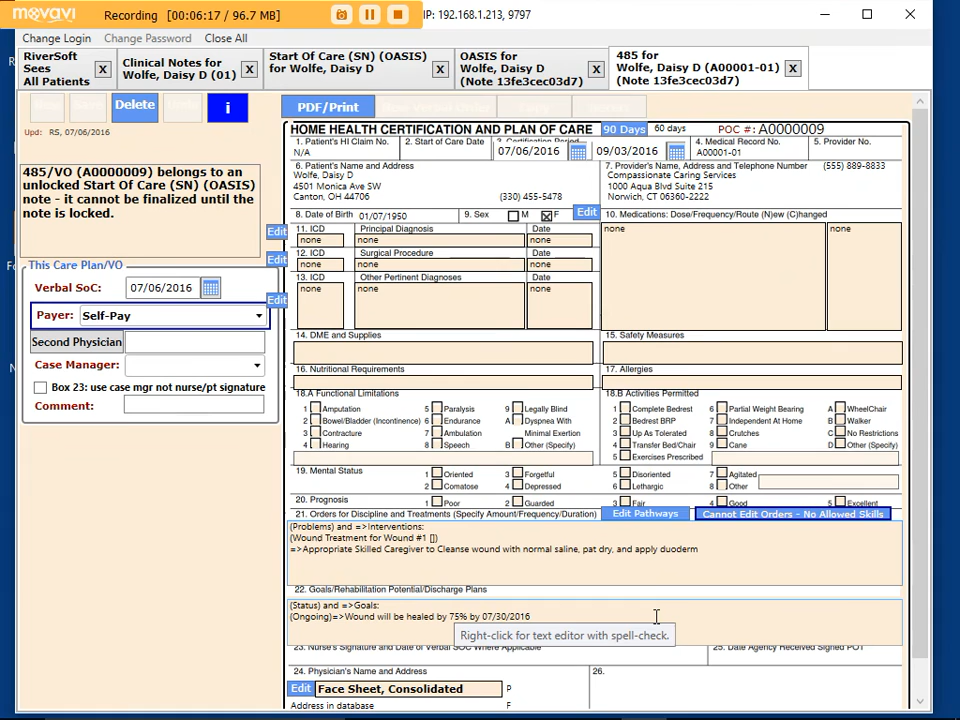 movavi Recording [00:06:17 / 96.7 MB] IP: 192.168.1.213, 9797
Change Login Change Password Close All
RiverSoft Sees All Patients X
Clinical Notes for Wolfe, Daisy D (01) X
Start Of Care (SN) (OASIS) for Wolfe, Daisy D X
OASIS for Wolfe, Daisy D (Note 13fe3cec03d7) X
485 for Wolfe, Daisy D (A00001-01) (Note 13fe3cec03d7) X
Delete i PDF/Print
Upd: RS, 07/06/2016
485/VO (A0000009) belongs to an
unlocked Start Of Care (SN) (OASIS)
note - it cannot be finalized until the
note is locked.
This Care Plan/VO
Verbal SoC: 07/06/2016
Payer: Self-Pay
Second Physician
Case Manager:
Box 23: use case mgr not nurse/pt signature
Comment:
HOME HEALTH CERTIFICATION AND PLAN OF CARE 90 Days 60 days POC #: A0000009
1. Patient's HI Claim No. 2. Start of Care Date 3. Certification Period 4. Medical Record No. 5. Provider No.
N/A 07/06/2016 09/03/2016 A00001-01
6. Patient's Name and Address
Wolfe, Daisy D
4501 Monica Ave SW
Canton, OH 44706 (330) 455-5478
7. Provider's Name, Address and Telephone Number (555) 889-8833
Compassionate Caring Services
1000 Aqua Blvd Suite 215
Norwich, CT 06360-2222
8. Date of Birth 01/07/1950 9. Sex M F Edit
10. Medications: Dose/Frequency/Route (N)ew (C)hanged
none none
Edit 11. ICD Principal Diagnosis Date
none none none
Edit 12. ICD Surgical Procedure Date
none none none
13. ICD Other Pertinent Diagnoses Date
Edit none none none
14. DME and Supplies 15. Safety Measures
16. Nutritional Requirements 17. Allergies
18.A Functional Limitations 18.B Activities Permitted
1 Amputation 5 Paralysis 9 Legally Blind 1 Complete Bedrest 6 Partial Weight Bearing A WheelChair
2 Bowel/Bladder (Incontinence) 6 Endurance A Dyspnea With 2 Bedrest BRP 7 Independent At Home B Walker
3 Contracture 7 Ambulation Minimal Exertion 3 Up As Tolerated 8 Crutches C No Restrictions
4 Hearing 8 Speech B Other (Specify) 4 Transfer Bed/Chair 9 Cane D Other (Specify)
5 Exercises Prescribed
19. Mental Status 1 Oriented 3 Forgetful 5 Disoriented 7 Agitated
2 Comatose 4 Depressed 6 Lethargic 8 Other
20. Prognosis 1 Poor 2 Guarded 3 Fair 4 Good 5 Excellent
21. Orders for Discipline and Treatments (Specify Amount/Frequency/Duration) Edit Pathways Cannot Edit Orders - No Allowed Skills
(Problems) and =>Interventions:
(Wound Treatment for Wound #1 [])
=>Appropriate Skilled Caregiver to Cleanse wound with normal saline, pat dry, and apply duoderm
22. Goals/Rehabilitation Potential/Discharge Plans
(Status) and =>Goals:
(Ongoing)=>Wound will be healed by 75% by 07/30/2016
Right-click for text editor with spell-check.
23. Nurse's Signature and Date of Verbal SOC Where Applicable 25. Date Agency Received Signed POT
24. Physician's Name and Address 26.
Edit Face Sheet, Consolidated P
Address in database F